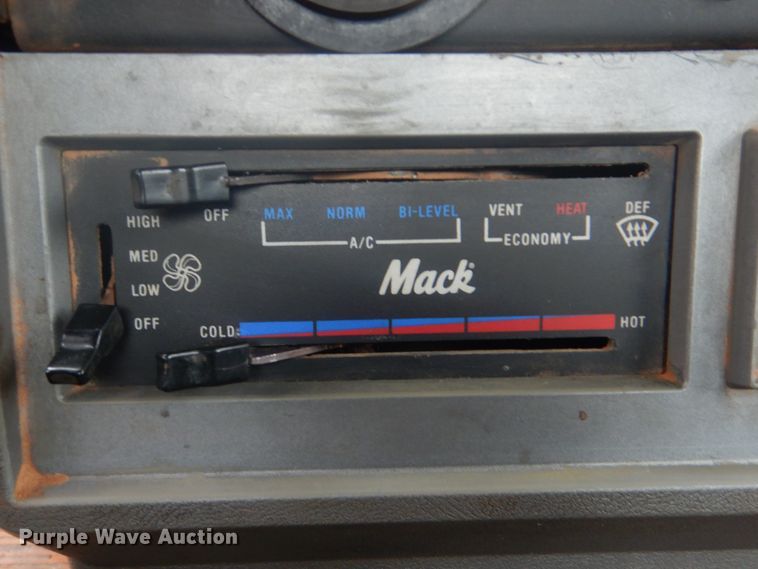 HIGH OFF MAX NORM BI-LEVEL VENT HEAT DEF
A/C ECONOMY
MED
LOW
Mack
OFF
COLD HOT
Purple Wave Auction